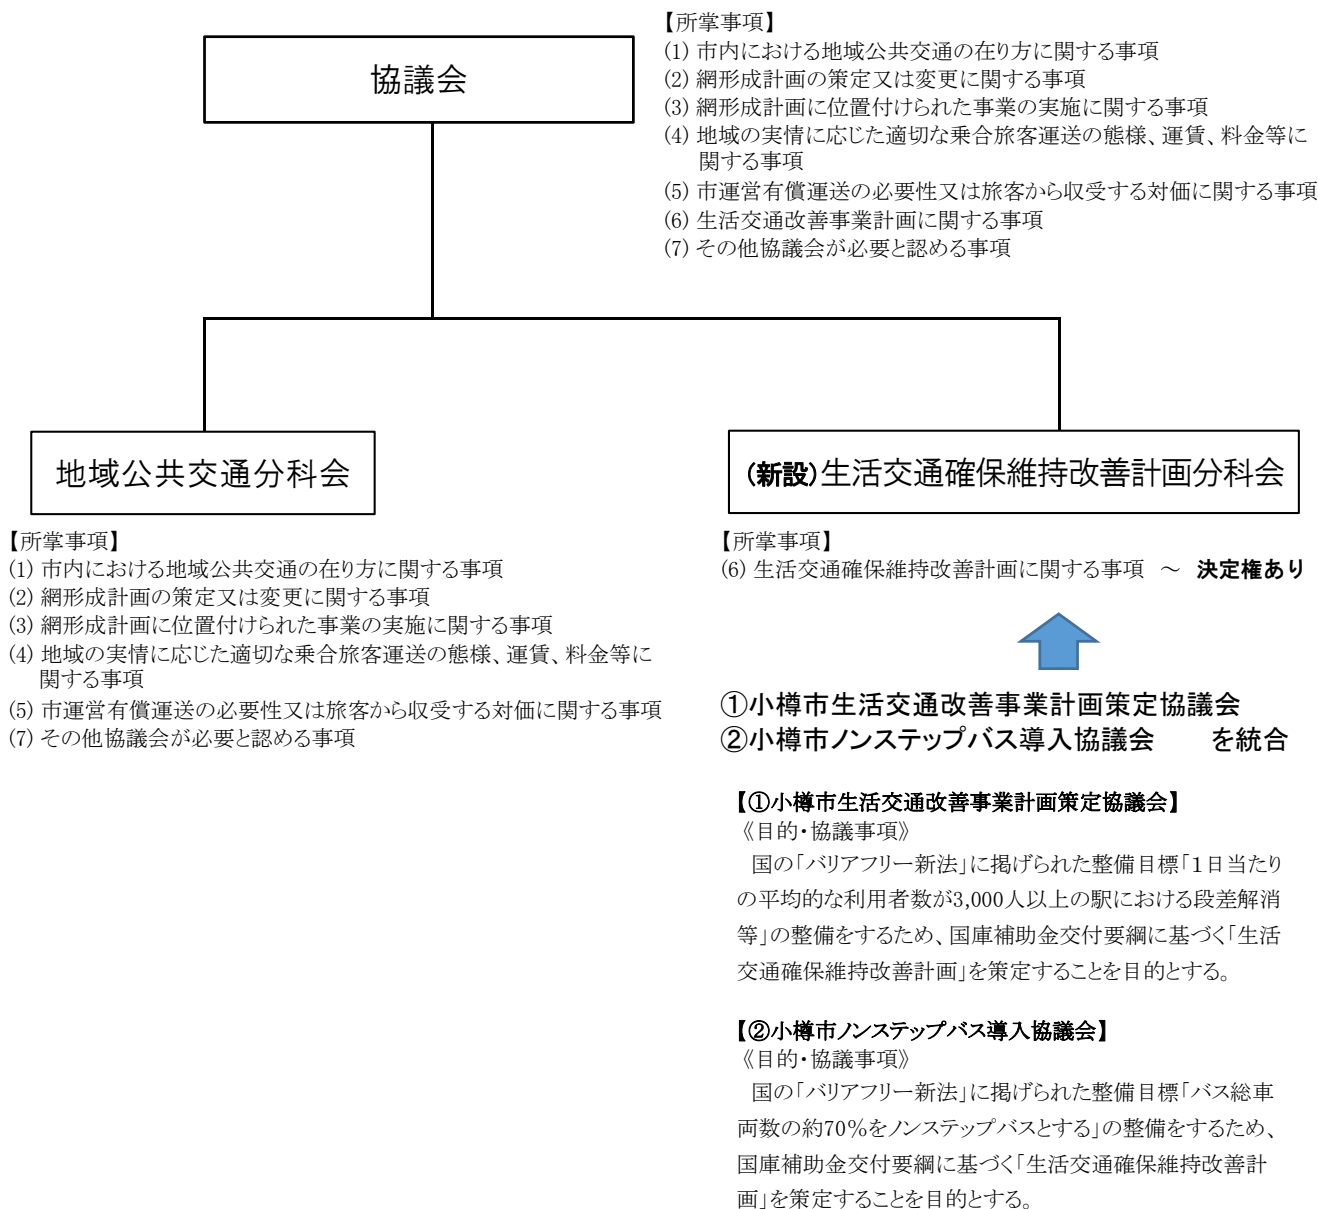 協議会
【所掌事項】
(1) 市内における地域公共交通の在り方に関する事項
(2) 網形成計画の策定又は変更に関する事項
(3) 網形成計画に位置付けられた事業の実施に関する事項
(4) 地域の実情に応じた適切な乗合旅客運送の態様、運賃、料金等に
関する事項
(5) 市運営有償運送の必要性又は旅客から収受する対価に関する事項
(6) 生活交通改善事業計画に関する事項
(7) その他協議会が必要と認める事項
地域公共交通分科会
【所掌事項】
(1) 市内における地域公共交通の在り方に関する事項
(2) 網形成計画の策定又は変更に関する事項
(3) 網形成計画に位置付けられた事業の実施に関する事項
(4) 地域の実情に応じた適切な乗合旅客運送の態様、運賃、料金等に
関する事項
(5) 市運営有償運送の必要性又は旅客から収受する対価に関する事項
(7) その他協議会が必要と認める事項
(新設)生活交通確保維持改善計画分科会
【所掌事項】
(6) 生活交通確保維持改善計画に関する事項 ～ 決定権あり
①小樽市生活交通改善事業計画策定協議会
②小樽市ノンステップバス導入協議会 を統合
【①小樽市生活交通改善事業計画策定協議会】
《目的・協議事項》
国の「バリアフリー新法」に掲げられた整備目標「1日当たり
の平均的な利用者数が3,000人以上の駅における段差解消
等」の整備をするため、国庫補助金交付要綱に基づく「生活
交通確保維持改善計画」を策定することを目的とする。
【②小樽市ノンステップバス導入協議会】
《目的・協議事項》
国の「バリアフリー新法」に掲げられた整備目標「バス総車
両数の約70％をノンステップバスとする」の整備をするため、
国庫補助金交付要綱に基づく「生活交通確保維持改善計
画」を策定することを目的とする。